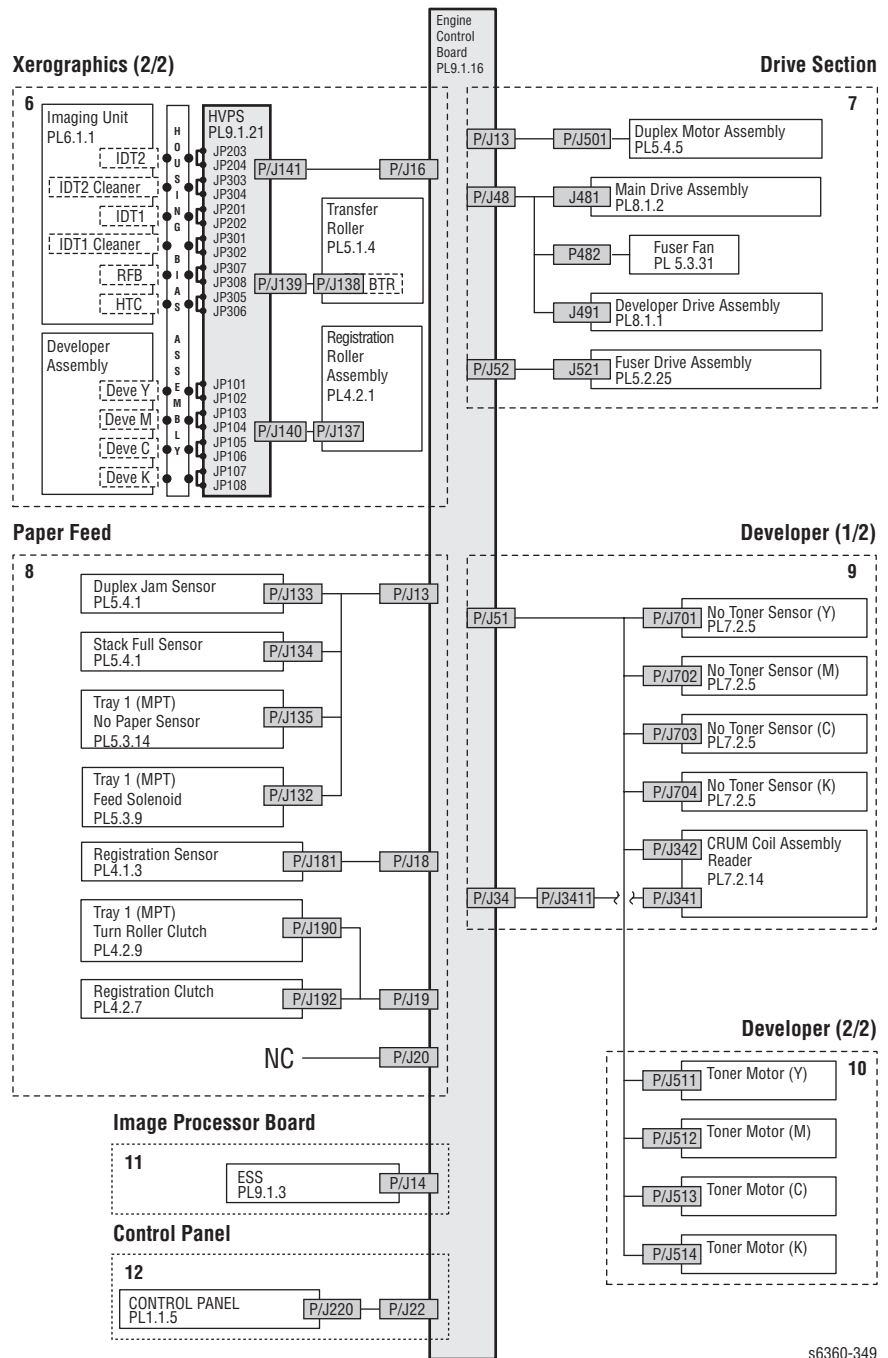 Engine
Control
Board
PL9.1.16
Xerographics (2/2)
6
Imaging Unit
PL6.1.1
IDT2
IDT2 Cleaner
IDT1
IDT1 Cleaner
RFB
HTC
Developer
Assembly
Deve Y
Deve M
Deve C
Deve K
HOUSING BIAS ASSEMBLY
HVPS
PL9.1.21
JP203
JP204
JP303
JP304
JP201
JP202
JP301
JP302
JP307
JP308
JP305
JP306
JP101
JP102
JP103
JP104
JP105
JP106
JP107
JP108
P/J141
P/J16
Transfer
Roller
PL5.1.4
P/J139
P/J138
BTR
Registration
Roller
Assembly
PL4.2.1
P/J140
P/J137
Drive Section
7
P/J13
P/J501
Duplex Motor Assembly
PL5.4.5
P/J48
J481
Main Drive Assembly
PL8.1.2
P482
Fuser Fan
PL 5.3.31
J491
Developer Drive Assembly
PL8.1.1
P/J52
J521
Fuser Drive Assembly
PL5.2.25
Paper Feed
8
Duplex Jam Sensor
PL5.4.1
P/J133
P/J13
Stack Full Sensor
PL5.4.1
P/J134
Tray 1 (MPT)
No Paper Sensor
PL5.3.14
P/J135
Tray 1 (MPT)
Feed Solenoid
PL5.3.9
P/J132
Registration Sensor
PL4.1.3
P/J181
P/J18
Tray 1 (MPT)
Turn Roller Clutch
PL4.2.9
P/J190
Registration Clutch
PL4.2.7
P/J192
P/J19
NC
P/J20
Developer (1/2)
9
P/J51
P/J701
No Toner Sensor (Y)
PL7.2.5
P/J702
No Toner Sensor (M)
PL7.2.5
P/J703
No Toner Sensor (C)
PL7.2.5
P/J704
No Toner Sensor (K)
PL7.2.5
P/J342
CRUM Coil Assembly
Reader
PL7.2.14
P/J34
P/J3411
P/J341
Developer (2/2)
10
P/J511
Toner Motor (Y)
P/J512
Toner Motor (M)
P/J513
Toner Motor (C)
P/J514
Toner Motor (K)
Image Processor Board
11
ESS
PL9.1.3
P/J14
Control Panel
12
CONTROL PANEL
PL1.1.5
P/J220
P/J22
s6360-349